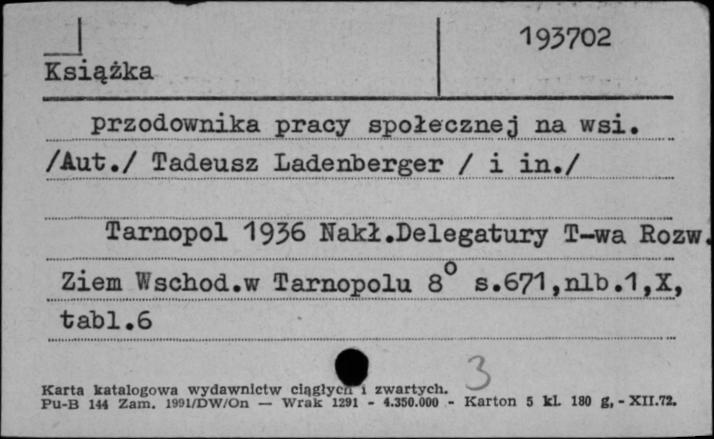 193702
Książka
przodownika pracy społecznej na wsi.
/Aut./ Tadeusz Ladenberger / i in./
Tarnopol 1936 Nakł.Delegatury T-wa Rozw.
Ziem Wschod.w Tarnopolu 8° s.671,nlb.1,X,
tabl.6
3
Karta katalogowa wydawnictw ciągłych i zwartych.
Pu-B 144 Zam. 1991/DW/On — Wrak 1291 - 4.350.000 - Karton 5 kl. 180 g, - XII.72.